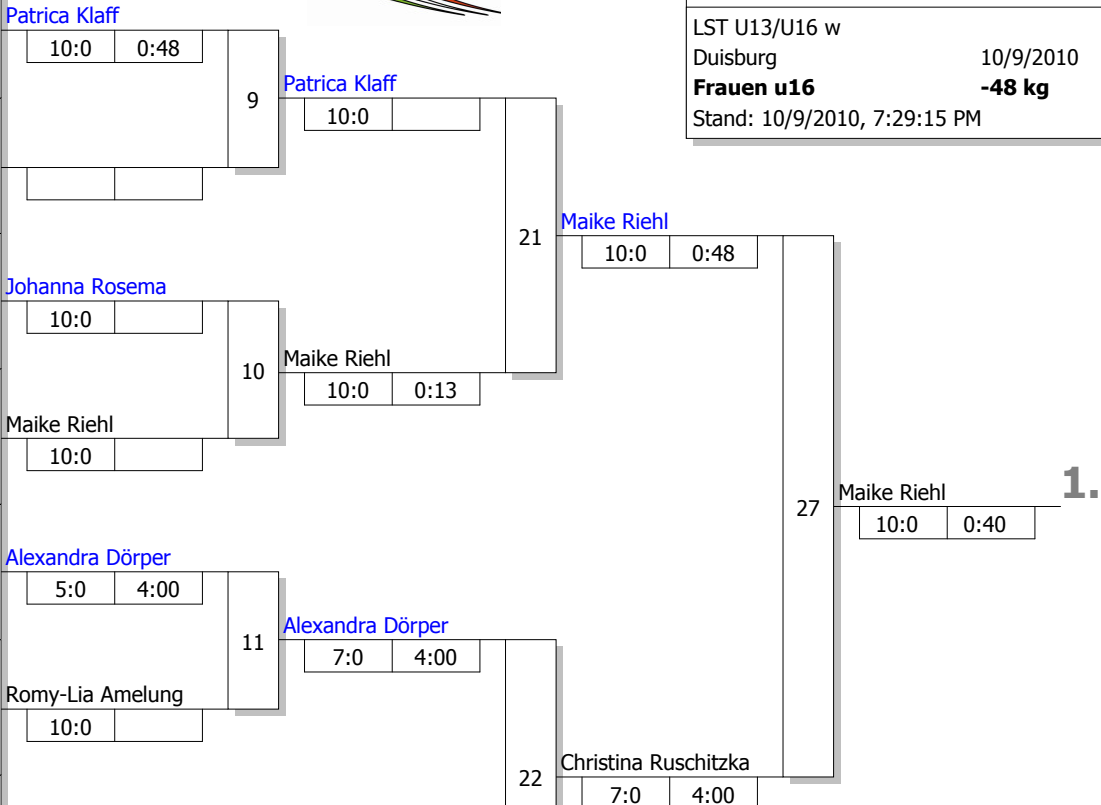 Patrica Klaff
10:0 0:48
9
Patrica Klaff
10:0
LST U13/U16 w
Duisburg 10/9/2010
Frauen u16 -48 kg
Stand: 10/9/2010, 7:29:15 PM
21
Maike Riehl
10:0 0:48
Johanna Rosema
10:0
10
Maike Riehl
10:0 0:13
Maike Riehl
10:0
27
Maike Riehl 1.
10:0 0:40
Alexandra Dörper
5:0 4:00
11
Alexandra Dörper
7:0 4:00
Romy-Lia Amelung
10:0
22
Christina Ruschitzka
7:0 4:00